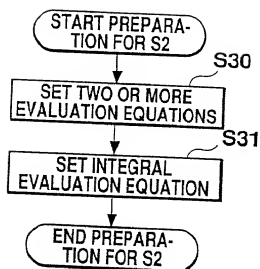 START PREPARA-
TION FOR S2
S30
SET TWO OR MORE
EVALUATION EQUATIONS
S31
SET INTEGRAL
EVALUATION EQUATION
END PREPARA-
TION FOR S2